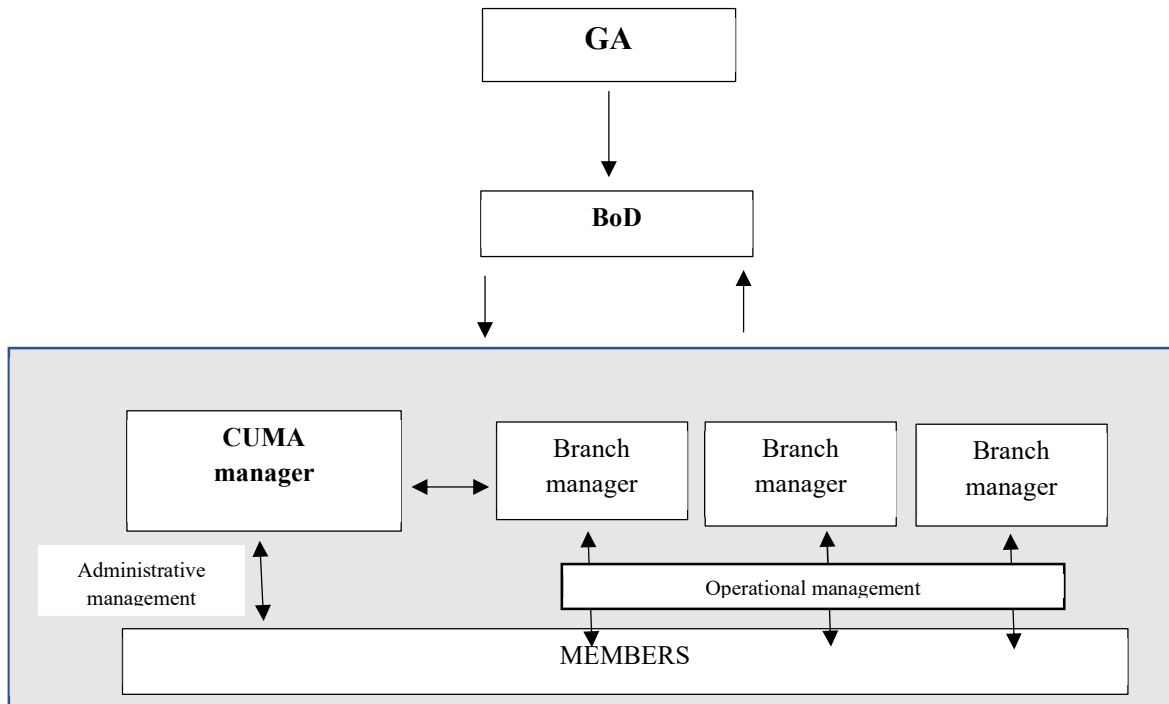 GA
BoD
CUMA
manager
Branch
manager
Branch
manager
Branch
manager
Administrative
management
Operational management
MEMBERS